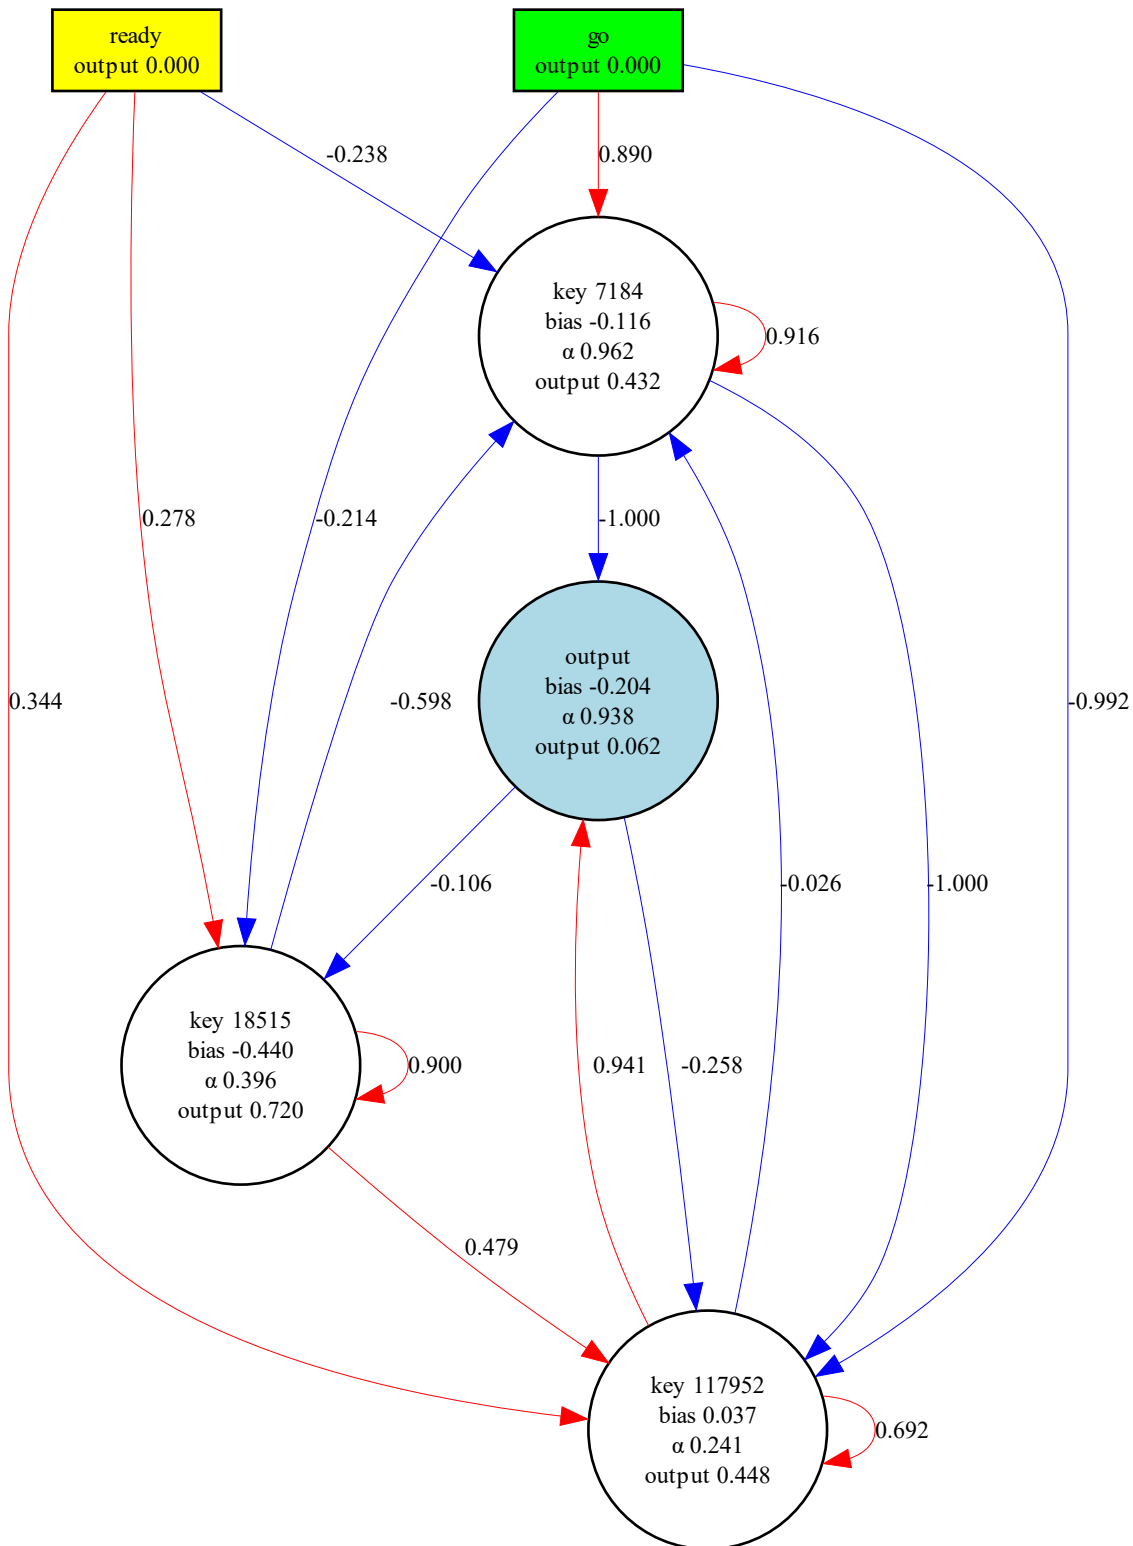 ready
output 0.000
go
output 0.000
-0.238
0.890
key 7184
bias -0.116
α 0.962
output 0.432
0.916
0.278
-0.214
-1.000
output
bias -0.204
α 0.938
output 0.062
0.344
-0.598
-0.992
-0.106
-0.026
-1.000
key 18515
bias -0.440
α 0.396
output 0.720
0.900
0.941
-0.258
0.479
key 117952
bias 0.037
α 0.241
output 0.448
0.692